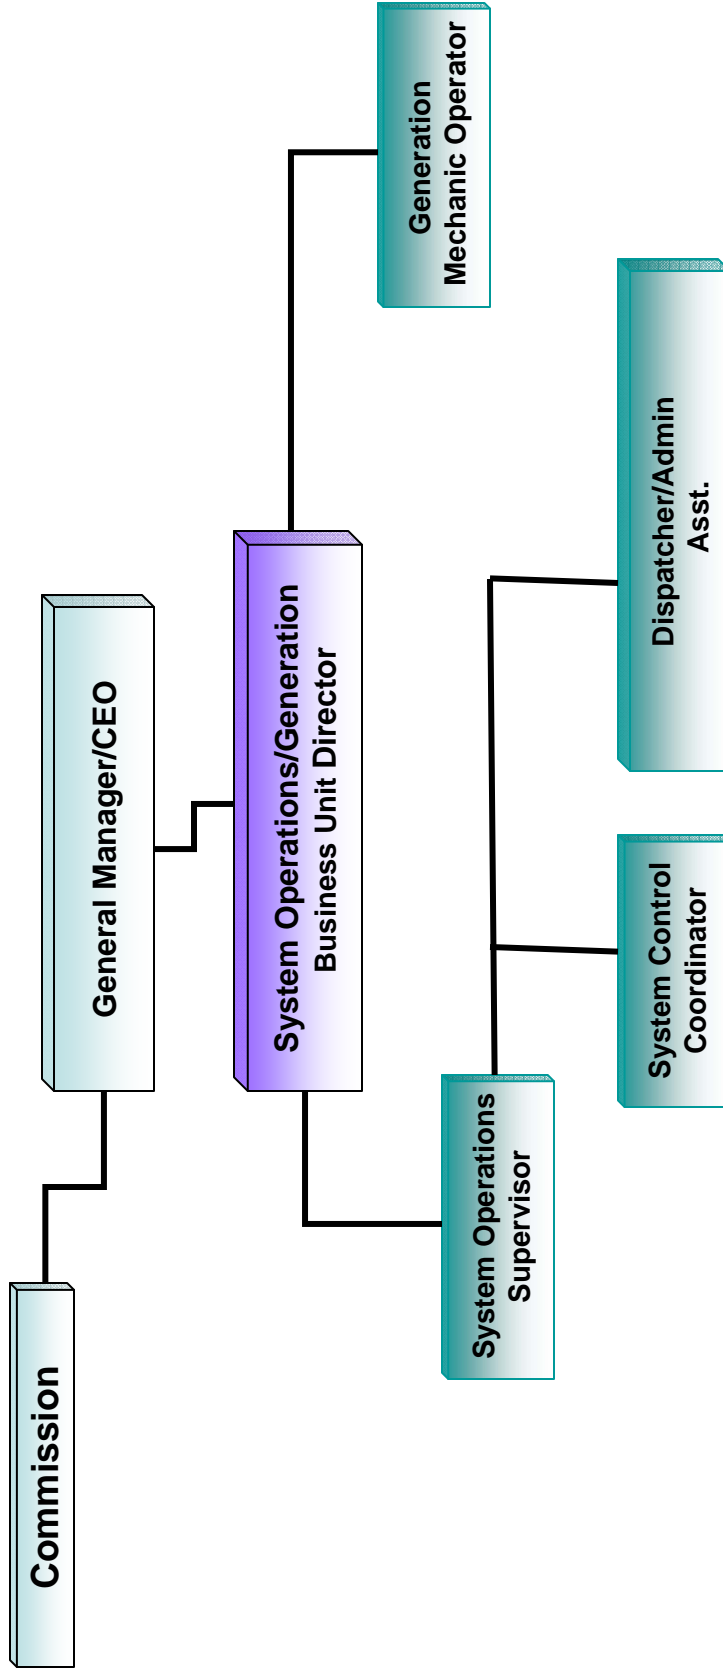 Commission
General Manager/CEO
System Operations/Generation
Business Unit Director
System Operations
Supervisor
Generation
Mechanic Operator
System Control
Coordinator
Dispatcher/Admin
Asst.